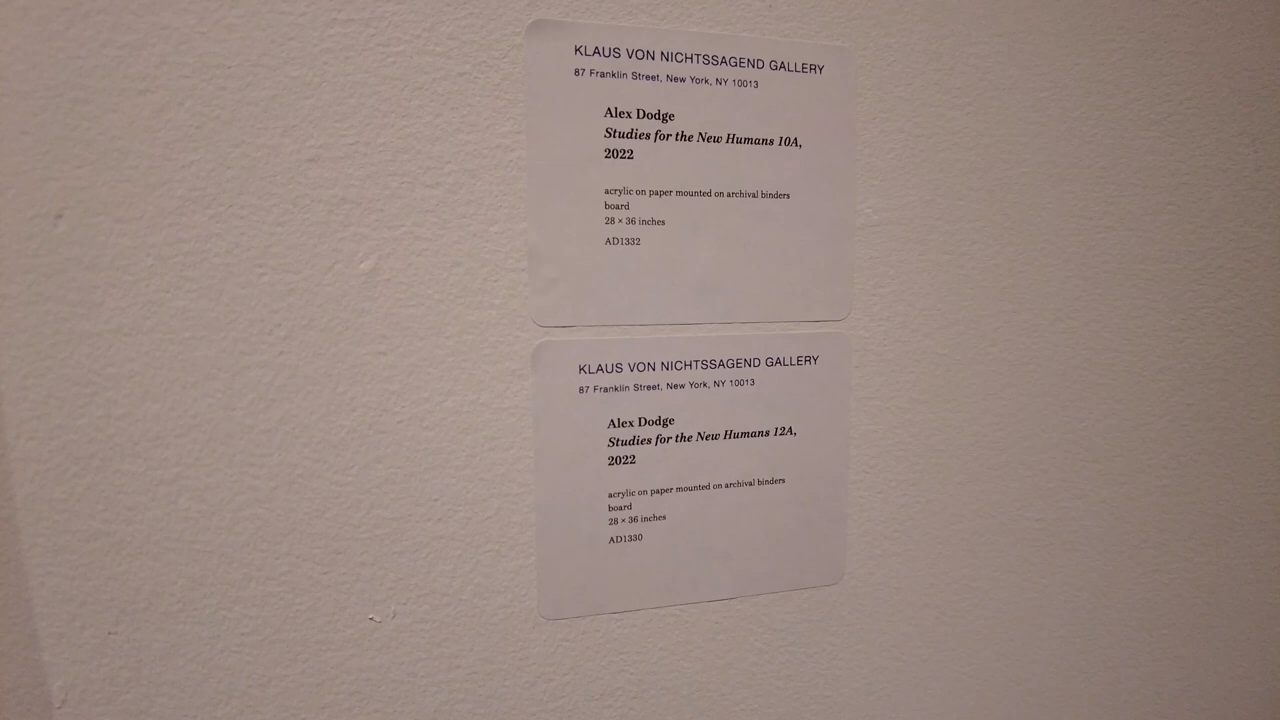 KLAUS VON NICHTSSAGEND GALLERY
87 Franklin Street, New York, NY 10013
Alex Dodge
Studies for the New Humans 10A,
2022
acrylic on paper mounted on archival binders
board
28 × 36 inches
AD1332
KLAUS VON NICHTSSAGEND GALLERY
87 Franklin Street, New York, NY 10013
Alex Dodge
Studies for the New Humans 12A,
2022
acrylic on paper mounted on archival binders
board
28 × 36 inches
AD1330